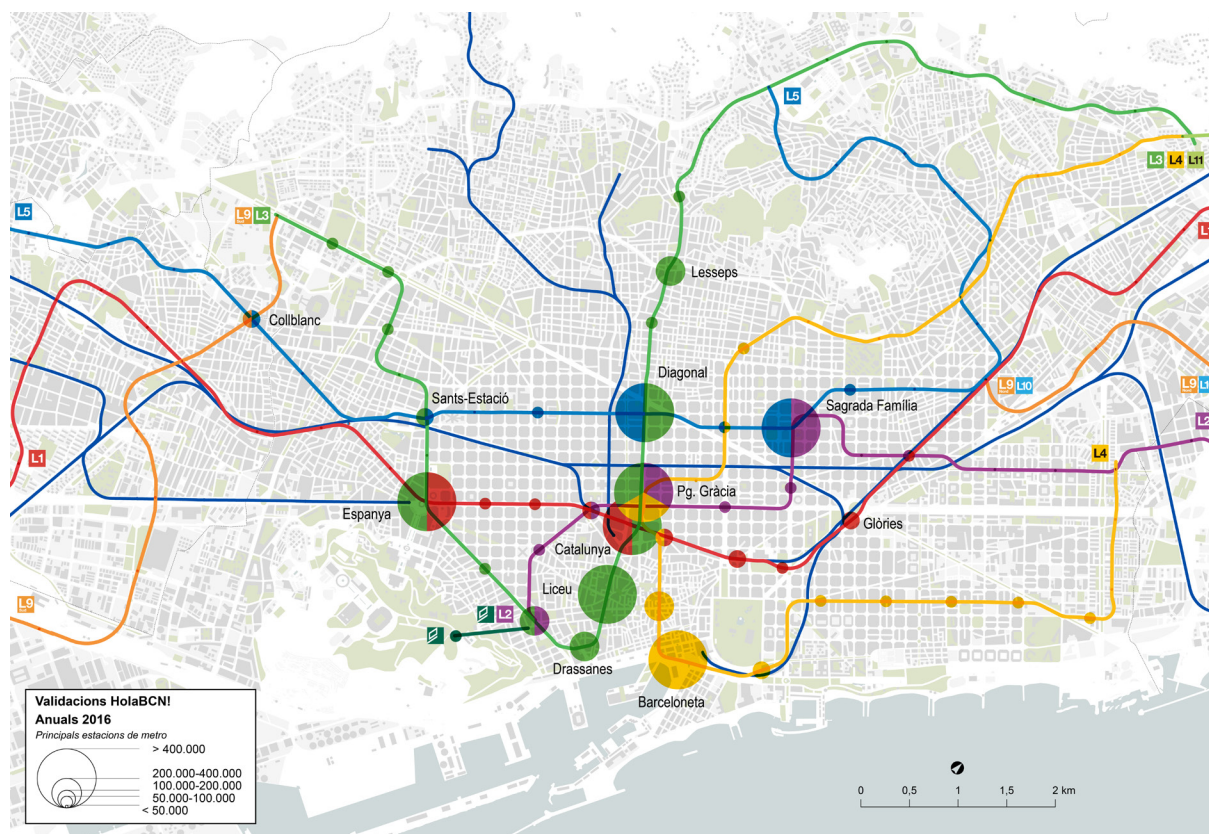 L5
L3 L4 L11
L5
L9 Nord L3
L1
Lesseps
Collblanc
Diagonal
L9 Nord L10
L9 Nord
Sants-Estació
Sagrada Família
L2
L1
L4
Pg. Gràcia
Espanya
Glòries
Catalunya
Liceu
L2
L9
Drassanes
Barceloneta
Validacions HolaBCN!
Anuals 2016
Principals estacions de metro
> 400.000
200.000-400.000
100.000-200.000
50.000-100.000
< 50.000
0 0,5 1 2 km